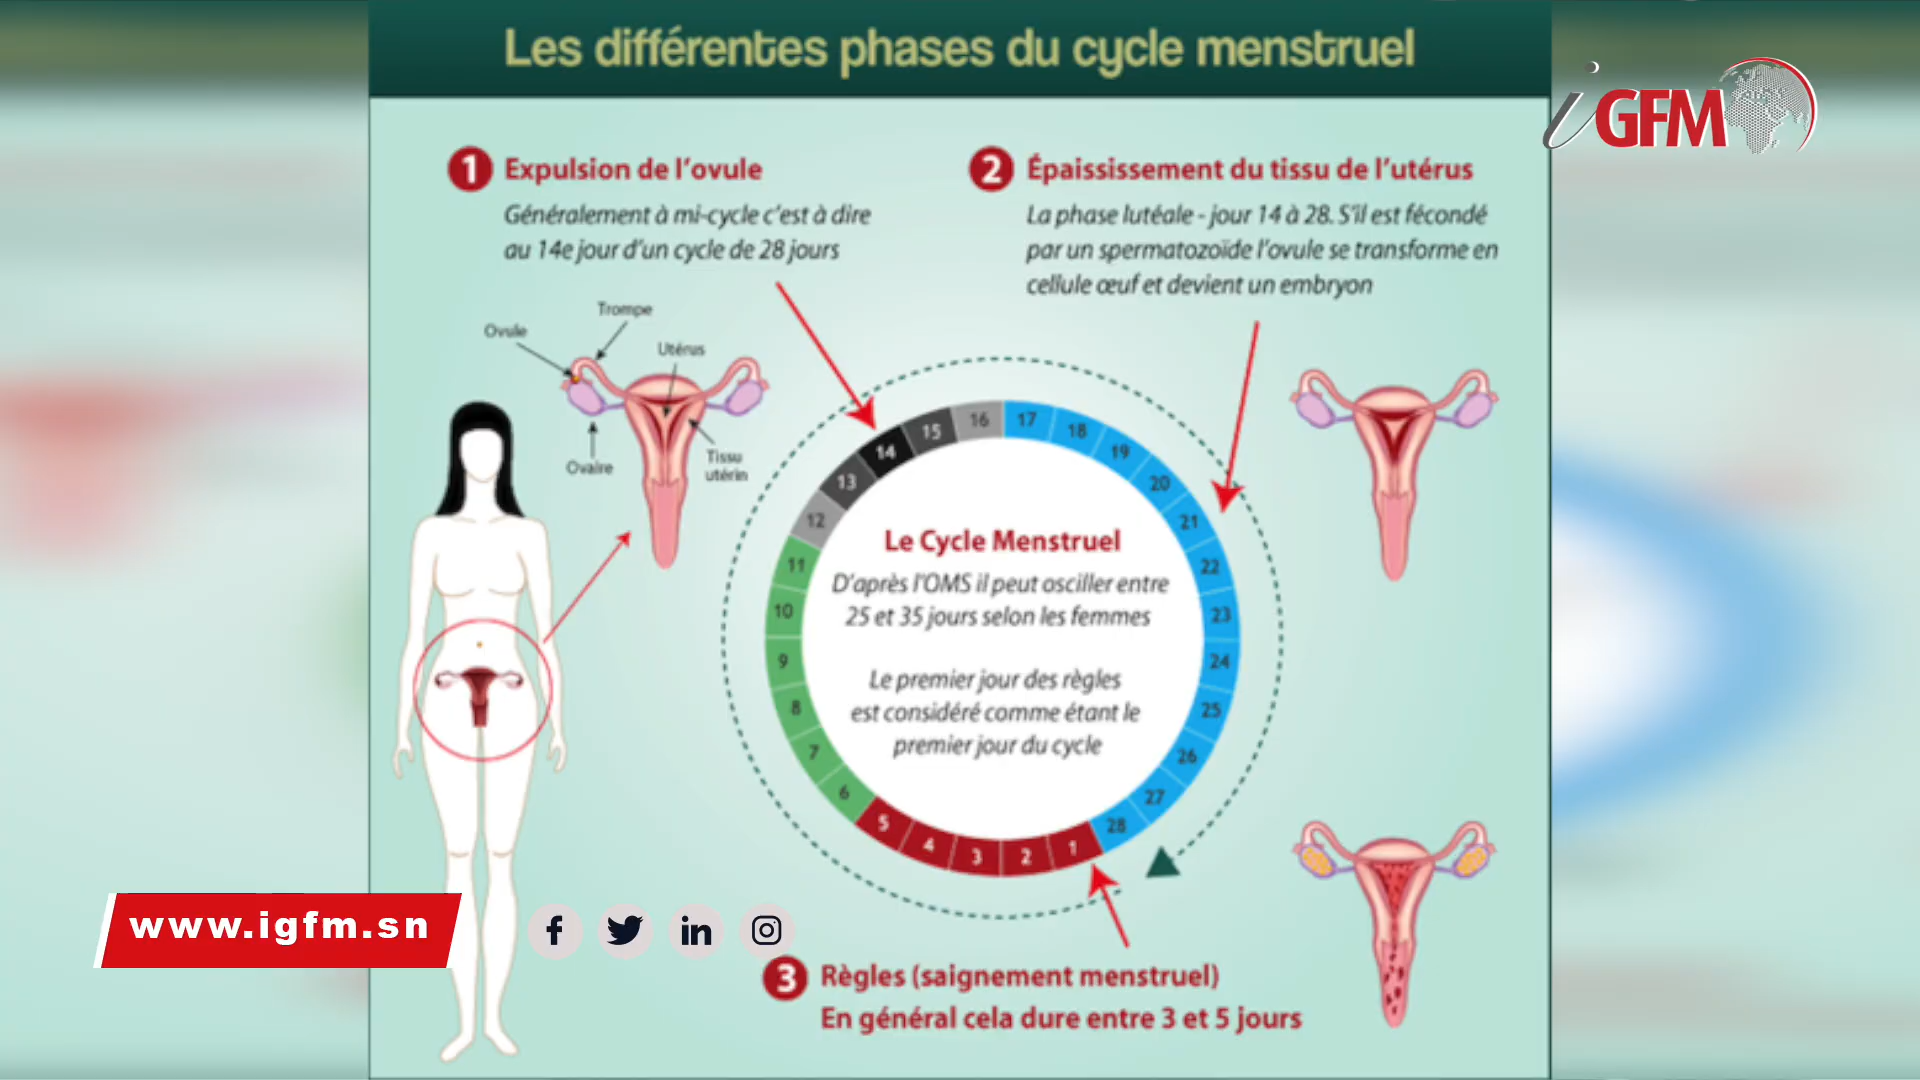 Les différentes phases du cycle menstruel
iGFM
1 Expulsion de l'ovule
Généralement à mi-cycle c'est à dire
au 14e jour d'un cycle de 28 jours
2 Épaississement du tissu de l'utérus
La phase lutéale - jour 14 à 28. S'il est fécondé
par un spermatozoïde l'ovule se transforme en
cellule œuf et devient un embryon
Trompe
Ovule
Utérus
Ovaire
Tissu
utérin
1
2
3
4
5
6
7
8
9
10
11
12
13
14
15
16
17
18
19
20
21
22
23
24
25
26
27
28
Le Cycle Menstruel
D'après l'OMS il peut osciller entre
25 et 35 jours selon les femmes
Le premier jour des règles
est considéré comme étant le
premier jour du cycle
www.igfm.sn
3 Règles (saignement menstruel)
En général cela dure entre 3 et 5 jours